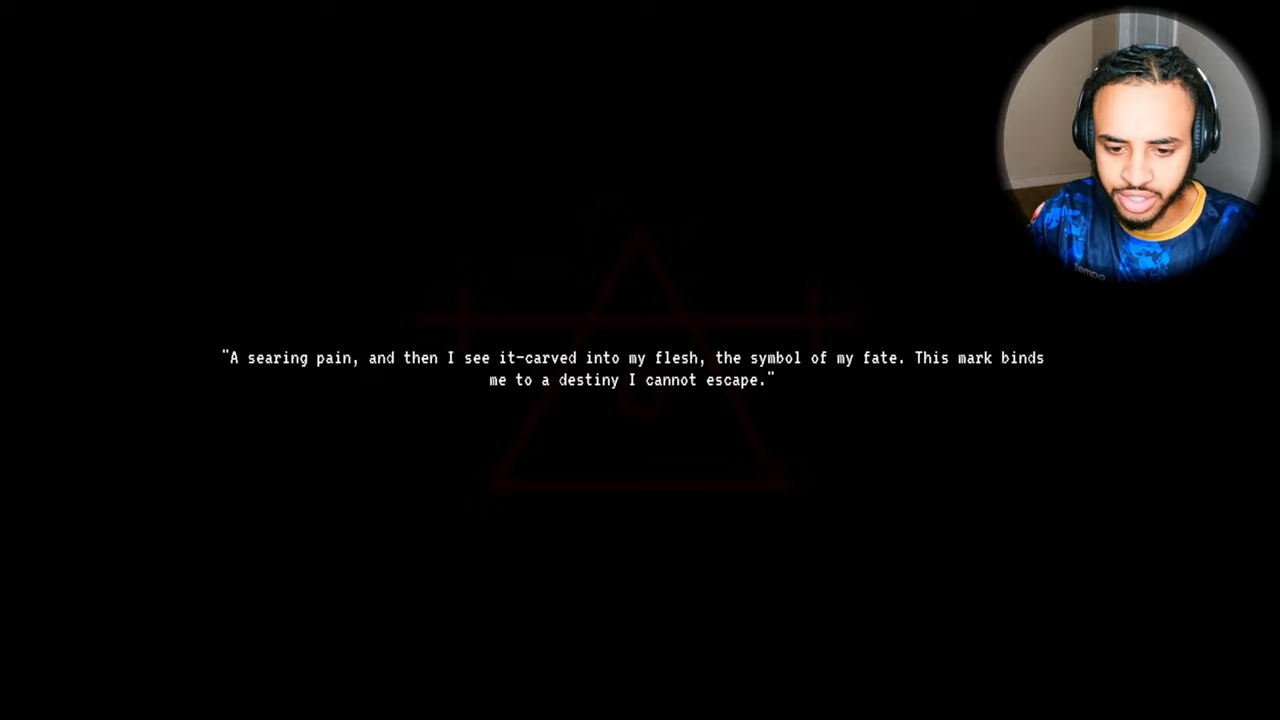 "A searing pain, and then I see it-carved into my flesh, the symbol of my fate. This mark binds
me to a destiny I cannot escape."
tempo